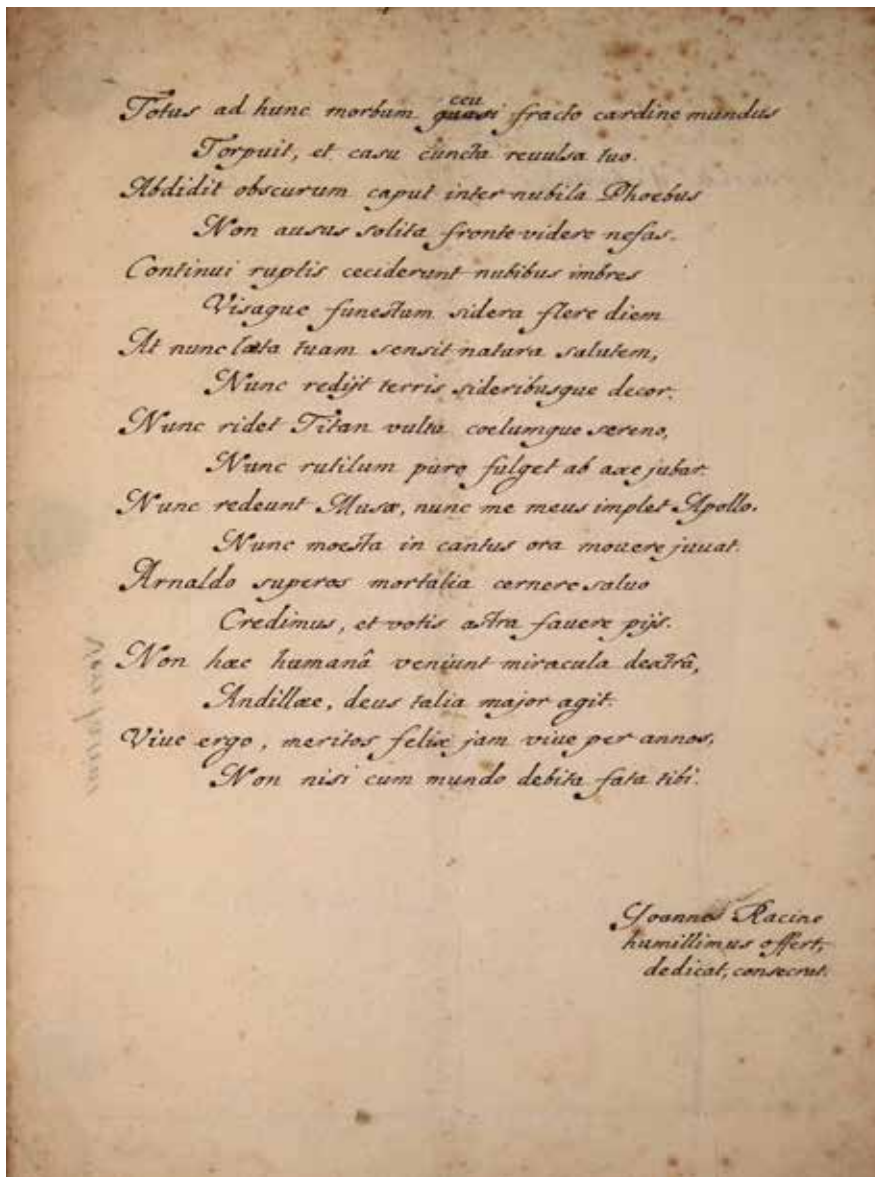 Totus ad hunc morbum ceu quasi fracto cardine mundus
Torpuit, et casu cuncta reuulsa tuo.
Abdidit obscurum caput inter nubila Phoebus
Non ausus solita fronte videre nefas.
Continui ruptis ceciderunt nubibus imbres
Visaque funestum sidera flere diem
At nunc læta tuam sensit natura salutem,
Nunc redijt terris sideribusque decor.
Nunc ridet Titan vultu coelumque sereno,
Nunc rutilum puro fulget ab axe jubar.
Nunc redeunt Musæ, nunc me meus implet Apollo.
Nunc moesta in cantus ora mouere juuat.
Arnaldo superos mortalia cernere saluo
Credimus, et votis astra fauere pijs.
Non hæc humanâ veniunt miracula dextrâ,
Andillæe, deus talia major agit.
Viue ergo, meritos felix jam viue per annos,
Non nisi cum mundo debita fata tibi.
Joannes Racine
humillimus offert,
dedicat, consecrat.